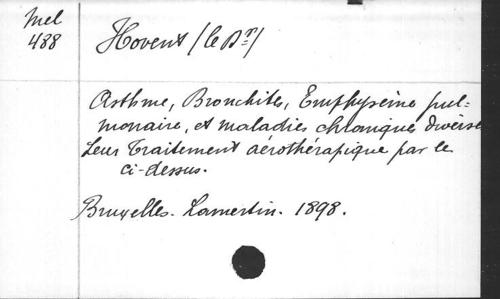 Mel
488
Hovent / (le Dr)
Asthme, Bronchites, Emphysème pul-
monaire, et maladies chroniques diverses
Leur Traitement aérothérapique par le
ci-dessus.
Bruxelles. Lamertin. 1898.